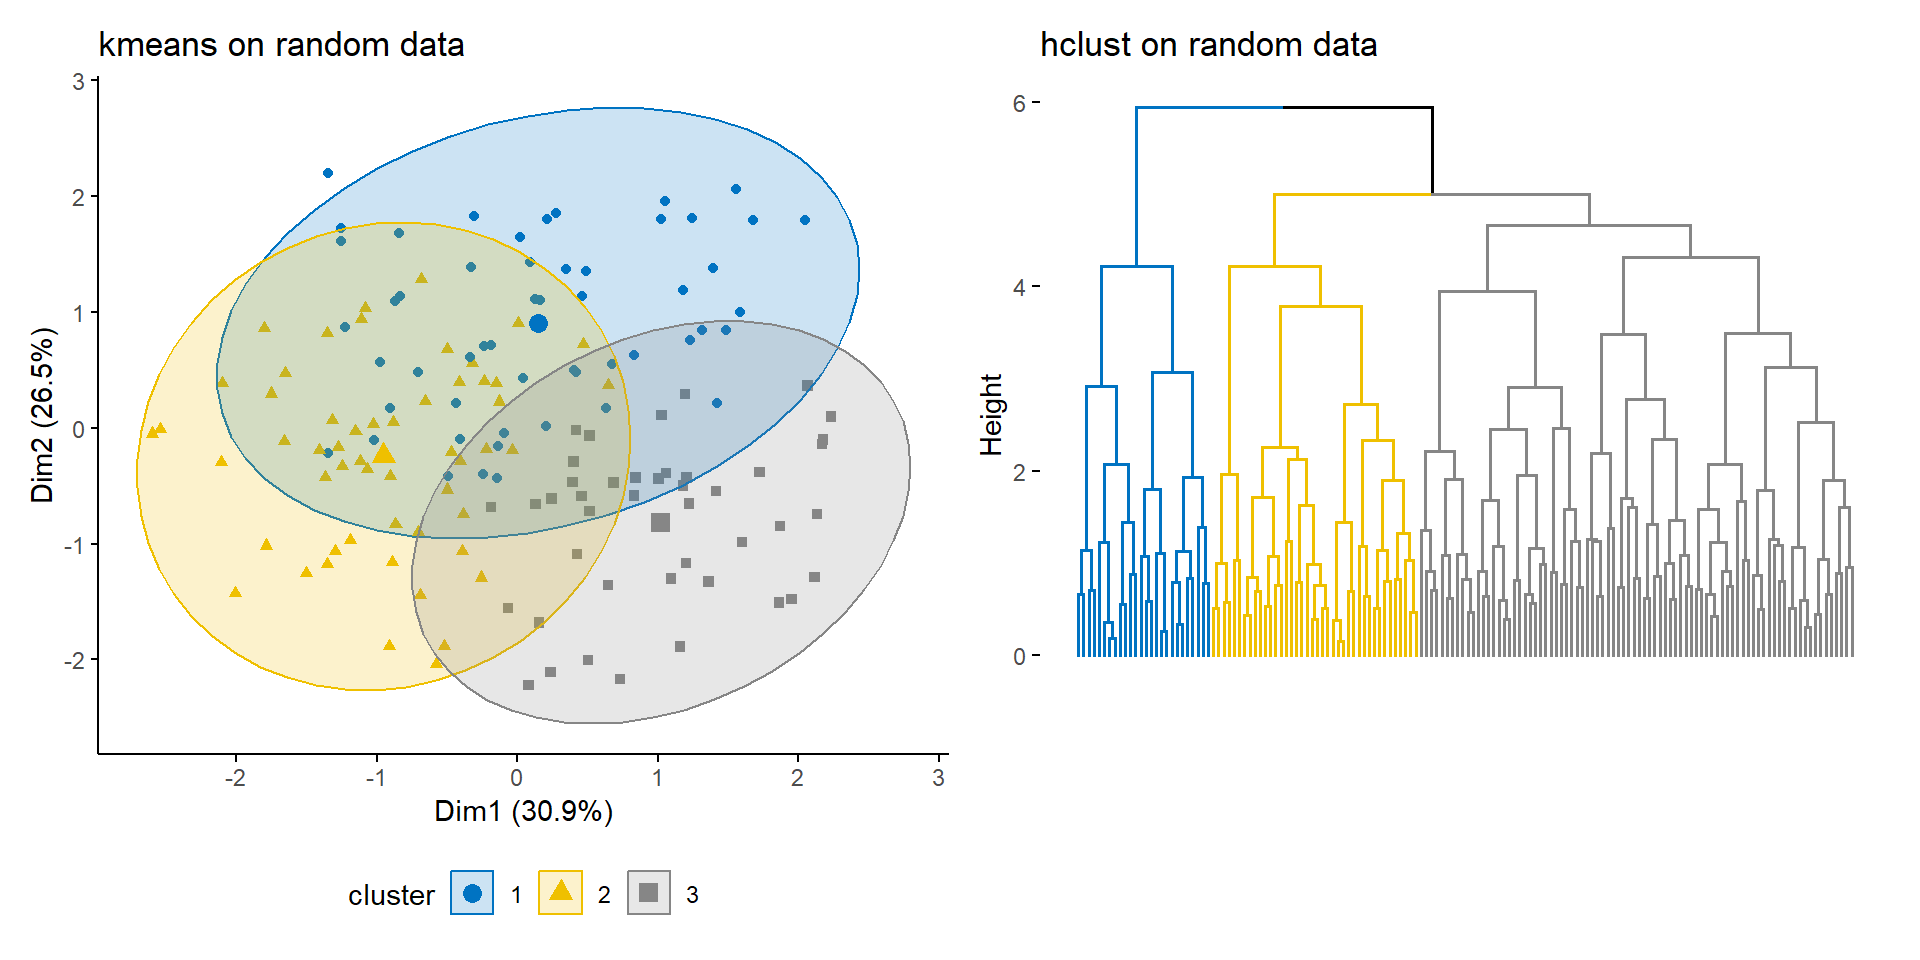 kmeans on random data
3
2
1
0
-1
-2
Dim2 (26.5%)
-2 -1 0 1 2 3
Dim1 (30.9%)
cluster 1 2 3
hclust on random data
6
4
2
0
Height